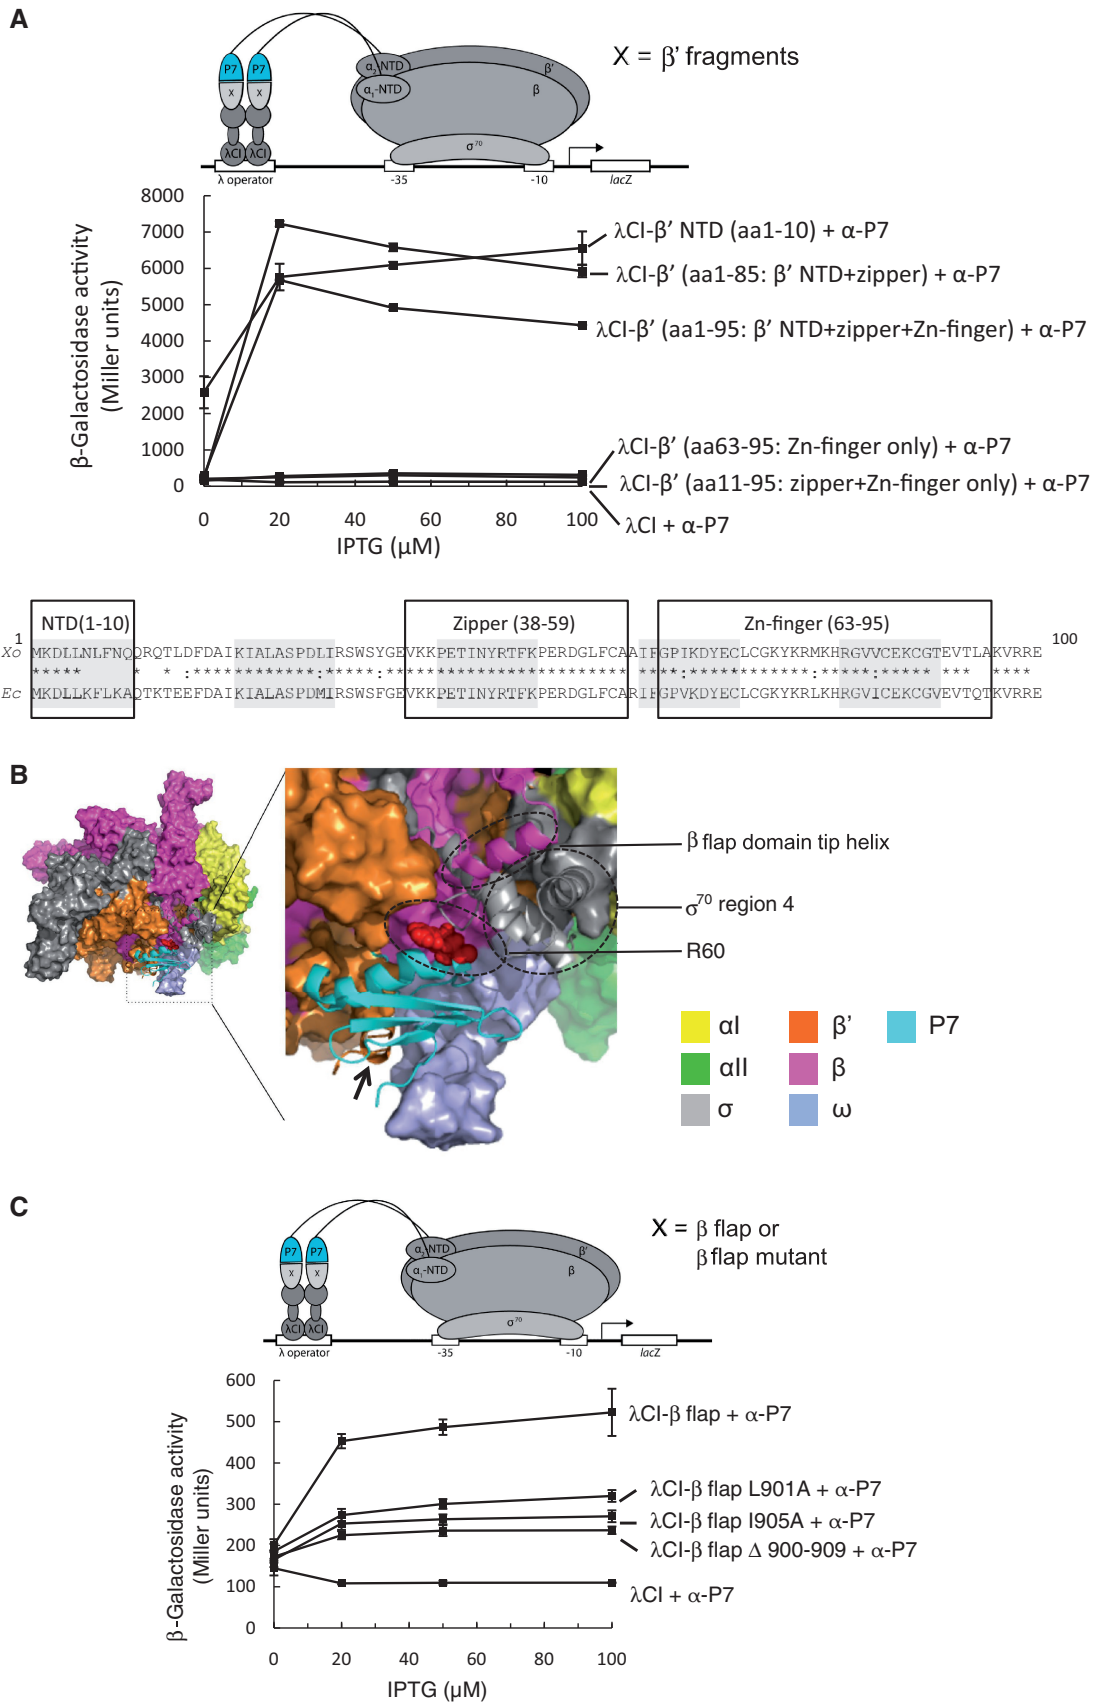 A
X = β′ fragments
P7 P7
X X
λCI λCI
λ operator
α₂-NTD
α₁-NTD
β′
β
σ⁷⁰
-35
-10
lacZ
β-Galactosidase activity
(Miller units)
8000
7000
6000
5000
4000
3000
2000
1000
0
0 20 40 60 80 100
IPTG (μM)
λCI-β′ NTD (aa1-10) + α-P7
λCI-β′ (aa1-85: β′ NTD+zipper) + α-P7
λCI-β′ (aa1-95: β′ NTD+zipper+Zn-finger) + α-P7
λCI-β′ (aa63-95: Zn-finger only) + α-P7
λCI-β′ (aa11-95: zipper+Zn-finger only) + α-P7
λCI + α-P7
NTD(1-10) Zipper (38-59) Zn-finger (63-95)
1 100
Xo MKDLLNLFNQQRQTLDFDAIKIALASPDLIRSWSYGEVKKPETINYRTFKPERDGLFCAAIFGPIKDYECLCGKYKRMKHRGVVCEKCGTEVTLAKVRRE
Ec MKDLLKFLKAQTKTEEFDAIKIALASPDMIRSWSFGEVKKPETINYRTFKPERDGLFCARIFGPVKDYECLCGKYKRLKHRGVICEKCGVEVTQTKVRRE
B
β flap domain tip helix
σ⁷⁰ region 4
R60
αI β′ P7
αII β
σ ω
C
X = β flap or
β flap mutant
P7 P7
X X
λCI λCI
λ operator
α₂-NTD
α₁-NTD
β′
β
σ⁷⁰
-35
-10
lacZ
β-Galactosidase activity
(Miller units)
600
500
400
300
200
100
0
0 20 40 60 80 100
IPTG (μM)
λCI-β flap + α-P7
λCI-β flap L901A + α-P7
λCI-β flap I905A + α-P7
λCI-β flap Δ 900-909 + α-P7
λCI + α-P7